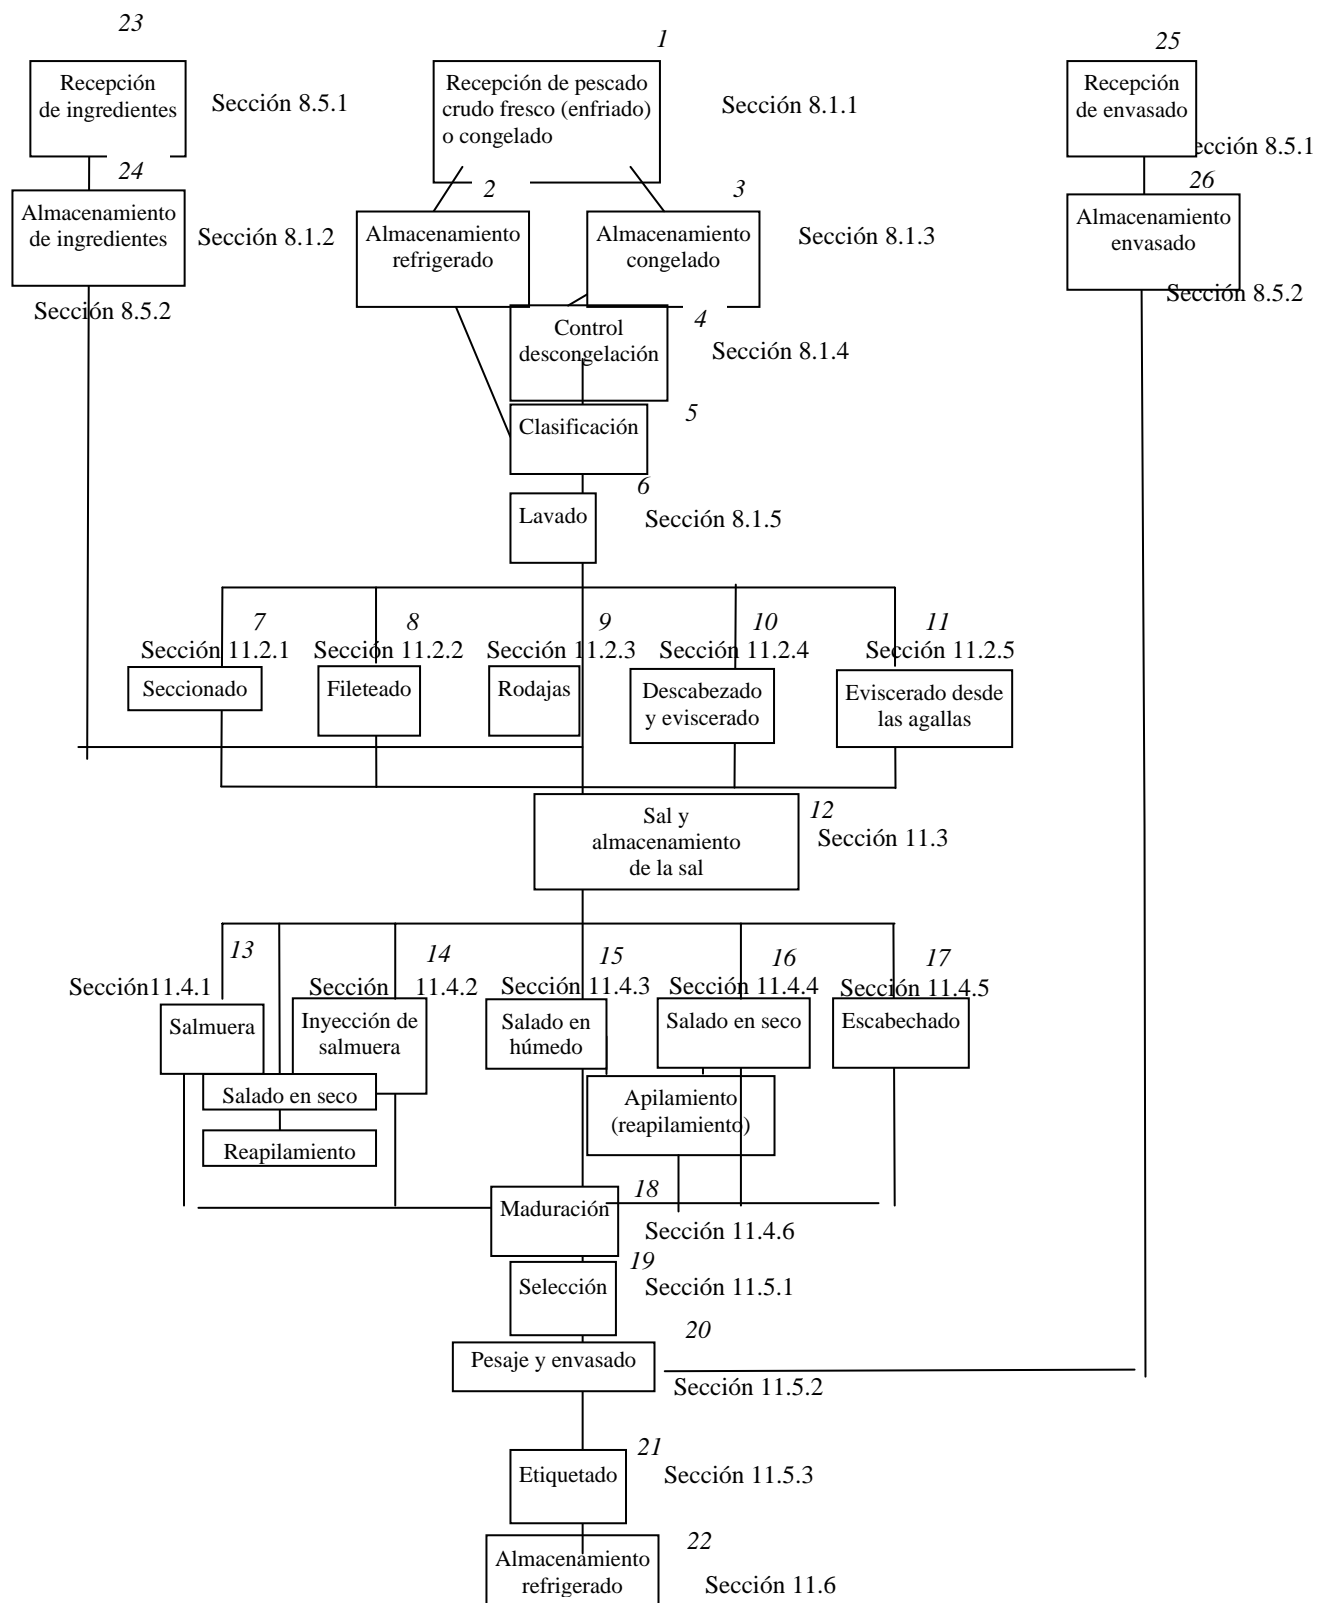 23
1
25
Recepción
de ingredientes
Sección 8.5.1
Recepción de pescado
crudo fresco (enfriado)
o congelado
Sección 8.1.1
Recepción
de envasado
ección 8.5.1
24
2
3
26
Almacenamiento
de ingredientes
Sección 8.1.2
Almacenamiento
refrigerado
Almacenamiento
congelado
Sección 8.1.3
Almacenamiento
envasado
Sección 8.5.2
Sección 8.5.2
4
Control
descongelación
Sección 8.1.4
5
Clasificación
6
Lavado
Sección 8.1.5
7
8
9
10
11
Sección 11.2.1
Sección 11.2.2
Sección 11.2.3
Sección 11.2.4
Sección 11.2.5
Seccionado
Fileteado
Rodajas
Descabezado
y eviscerado
Eviscerado desde
las agallas
12
Sal y
almacenamiento
de la sal
Sección 11.3
13
14
15
16
17
Sección11.4.1
Sección 11.4.2
Sección 11.4.3
Sección 11.4.4
Sección 11.4.5
Salmuera
Inyección de
salmuera
Salado en
húmedo
Salado en seco
Escabechado
Salado en seco
Apilamiento
(reapilamiento)
Reapilamiento
18
Maduración
Sección 11.4.6
19
Selección
Sección 11.5.1
20
Pesaje y envasado
Sección 11.5.2
21
Etiquetado
Sección 11.5.3
22
Almacenamiento
refrigerado
Sección 11.6